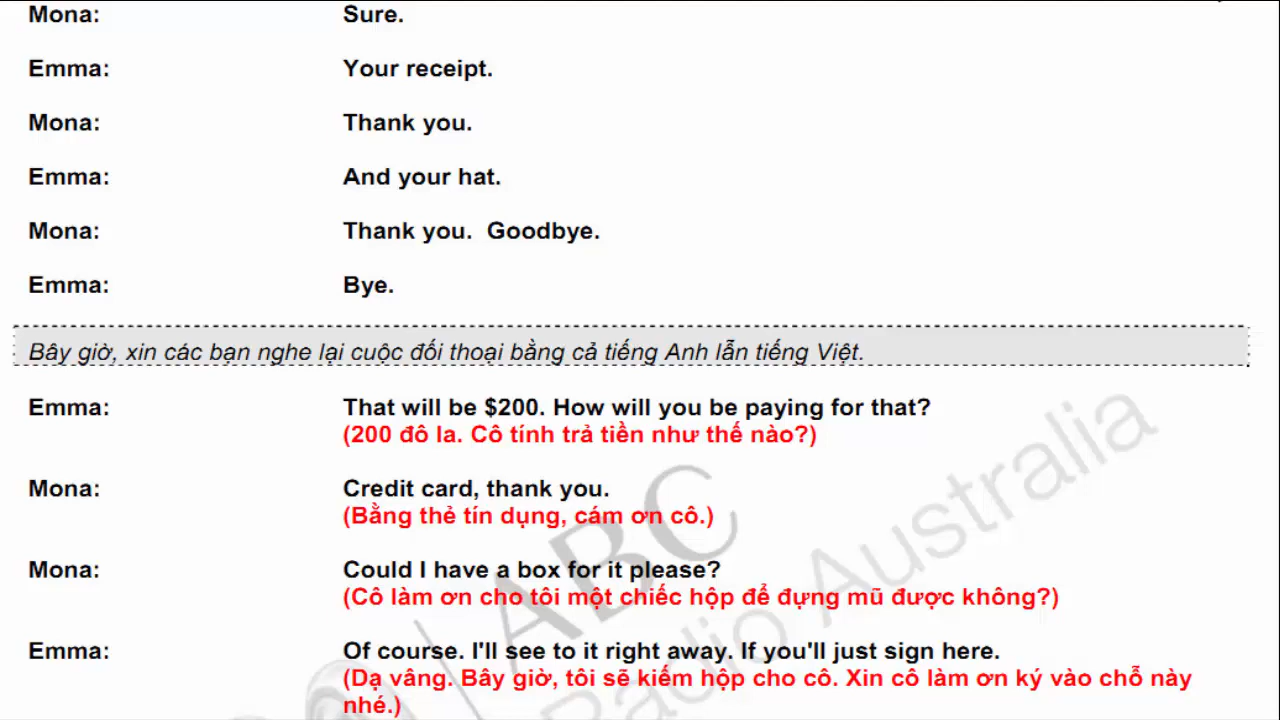 Mona: Sure.
Emma: Your receipt.
Mona: Thank you.
Emma: And your hat.
Mona: Thank you. Goodbye.
Emma: Bye.
Bây giờ, xin các bạn nghe lại cuộc đối thoại bằng cả tiếng Anh lẫn tiếng Việt.
Emma: That will be $200. How will you be paying for that?
(200 đô la. Cô tính trả tiền như thế nào?)
Mona: Credit card, thank you.
(Bằng thẻ tín dụng, cám ơn cô.)
Mona: Could I have a box for it please?
(Cô làm ơn cho tôi một chiếc hộp để đựng mũ được không?)
Emma: Of course. I'll see to it right away. If you'll just sign here.
(Dạ vâng. Bây giờ, tôi sẽ kiếm hộp cho cô. Xin cô làm ơn ký vào chỗ này
nhé.)
ABC
Radio Australia